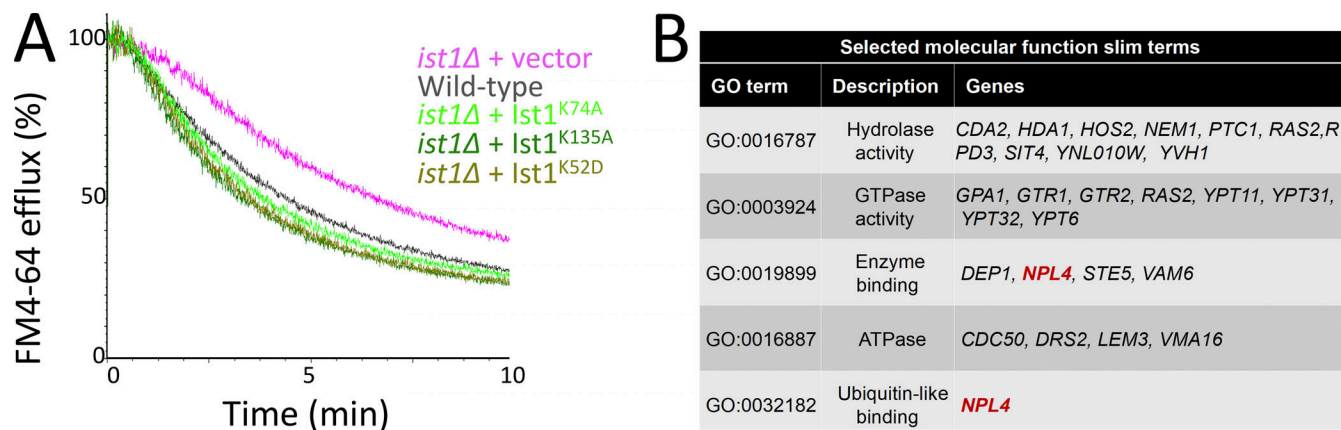 A
FM4-64 efflux (%)
100
50
0
0
5
10
Time (min)
ist1Δ + vector
Wild-type
ist1Δ + Ist1K74A
ist1Δ + Ist1K135A
ist1Δ + Ist1K52D
B
Selected molecular function slim terms
GO term Description Genes
GO:0016787 Hydrolase activity CDA2, HDA1, HOS2, NEM1, PTC1, RAS2,R
PD3, SIT4, YNL010W, YVH1
GO:0003924 GTPase activity GPA1, GTR1, GTR2, RAS2, YPT11, YPT31,
YPT32, YPT6
GO:0019899 Enzyme binding DEP1, NPL4, STE5, VAM6
GO:0016887 ATPase CDC50, DRS2, LEM3, VMA16
GO:0032182 Ubiquitin-like binding NPL4